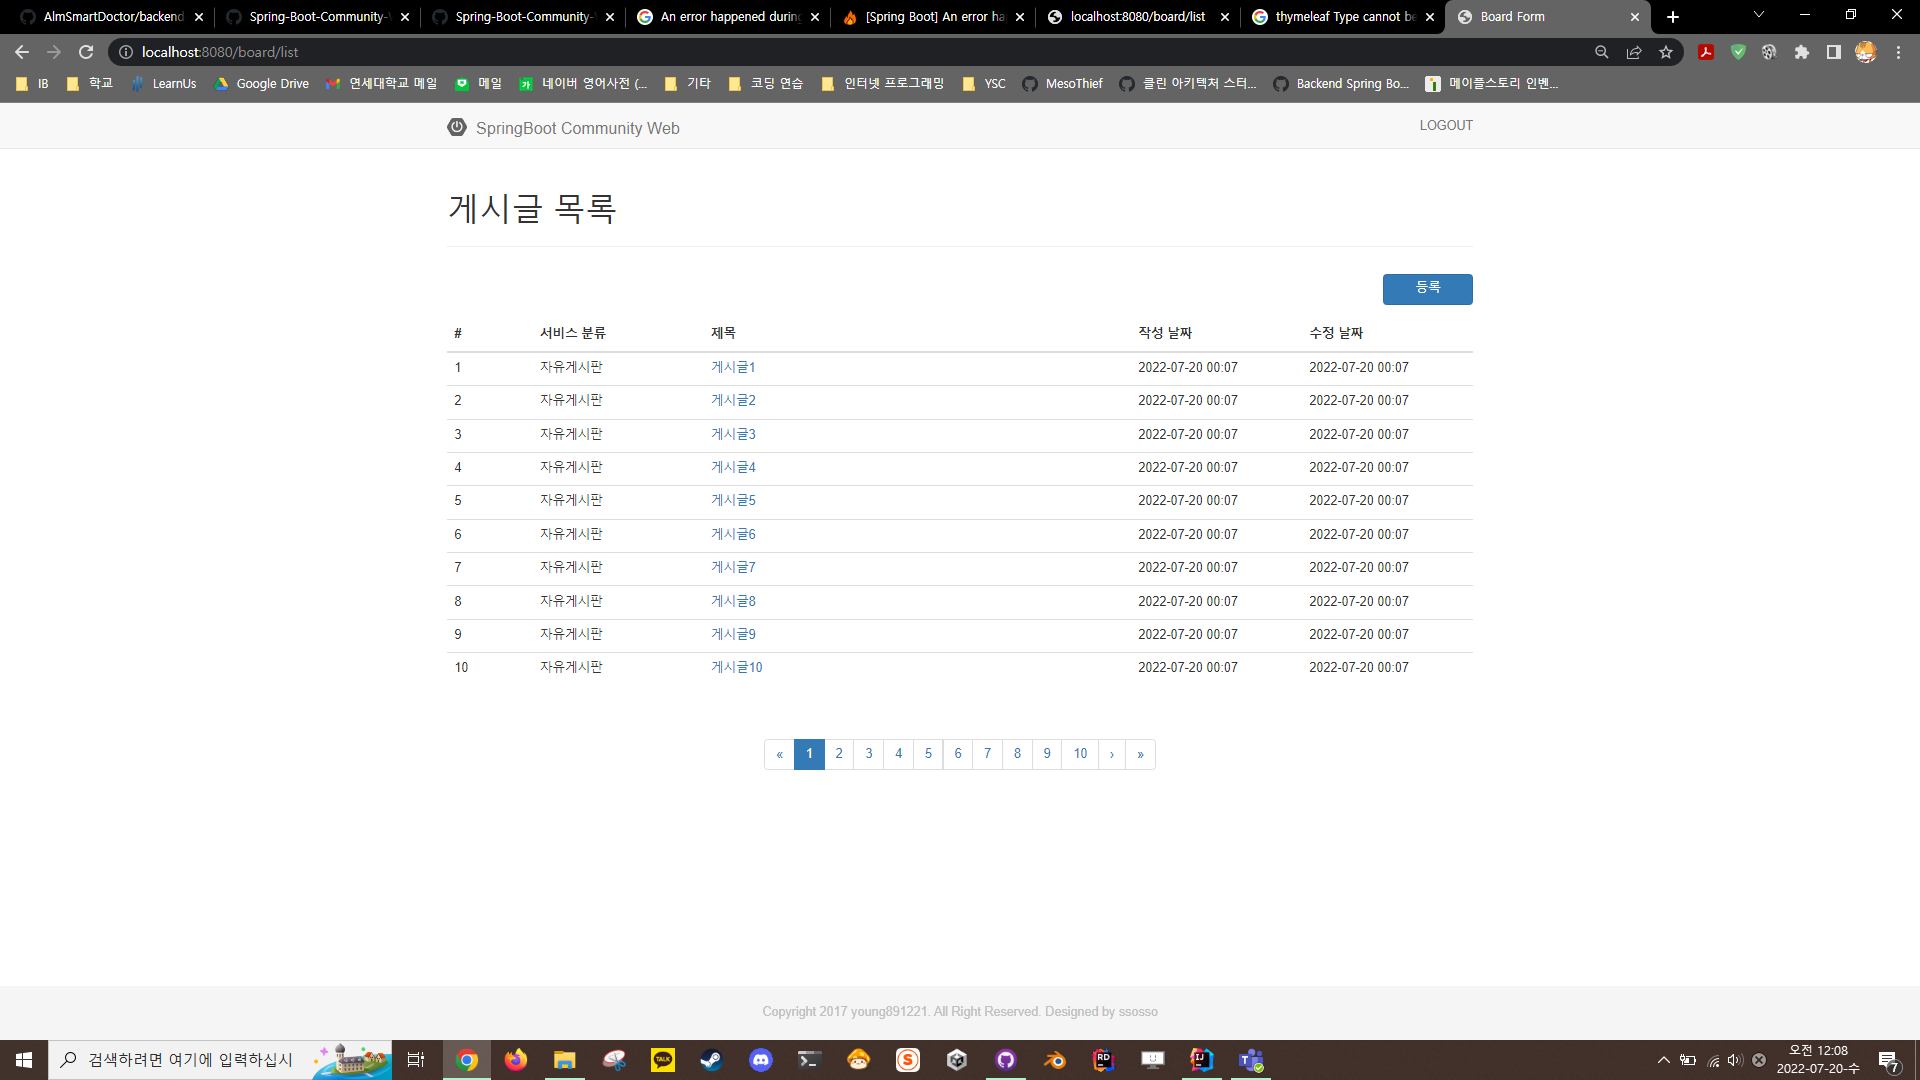 AlmSmartDoctor/backend
Spring-Boot-Community-
Spring-Boot-Community-
An error happened during
[Spring Boot] An error ha
localhost:8080/board/list
thymeleaf Type cannot be
Board Form
localhost:8080/board/list
IB 학교 LearnUs Google Drive 연세대학교 메일 메일 네이버 영어사전 (... 기타 코딩 연습 인터넷 프로그래밍 YSC MesoThief 클린 아키텍처 스터... Backend Spring Bo... 메이플스토리 인벤...
SpringBoot Community Web LOGOUT
게시글 목록
등록
# 서비스 분류 제목 작성 날짜 수정 날짜
1 자유게시판 게시글1 2022-07-20 00:07 2022-07-20 00:07
2 자유게시판 게시글2 2022-07-20 00:07 2022-07-20 00:07
3 자유게시판 게시글3 2022-07-20 00:07 2022-07-20 00:07
4 자유게시판 게시글4 2022-07-20 00:07 2022-07-20 00:07
5 자유게시판 게시글5 2022-07-20 00:07 2022-07-20 00:07
6 자유게시판 게시글6 2022-07-20 00:07 2022-07-20 00:07
7 자유게시판 게시글7 2022-07-20 00:07 2022-07-20 00:07
8 자유게시판 게시글8 2022-07-20 00:07 2022-07-20 00:07
9 자유게시판 게시글9 2022-07-20 00:07 2022-07-20 00:07
10 자유게시판 게시글10 2022-07-20 00:07 2022-07-20 00:07
« 1 2 3 4 5 6 7 8 9 10 › »
Copyright 2017 young891221. All Right Reserved. Designed by ssosso
검색하려면 여기에 입력하십시
TALK
RD
IJ
오전 12:08
2022-07-20-수
7